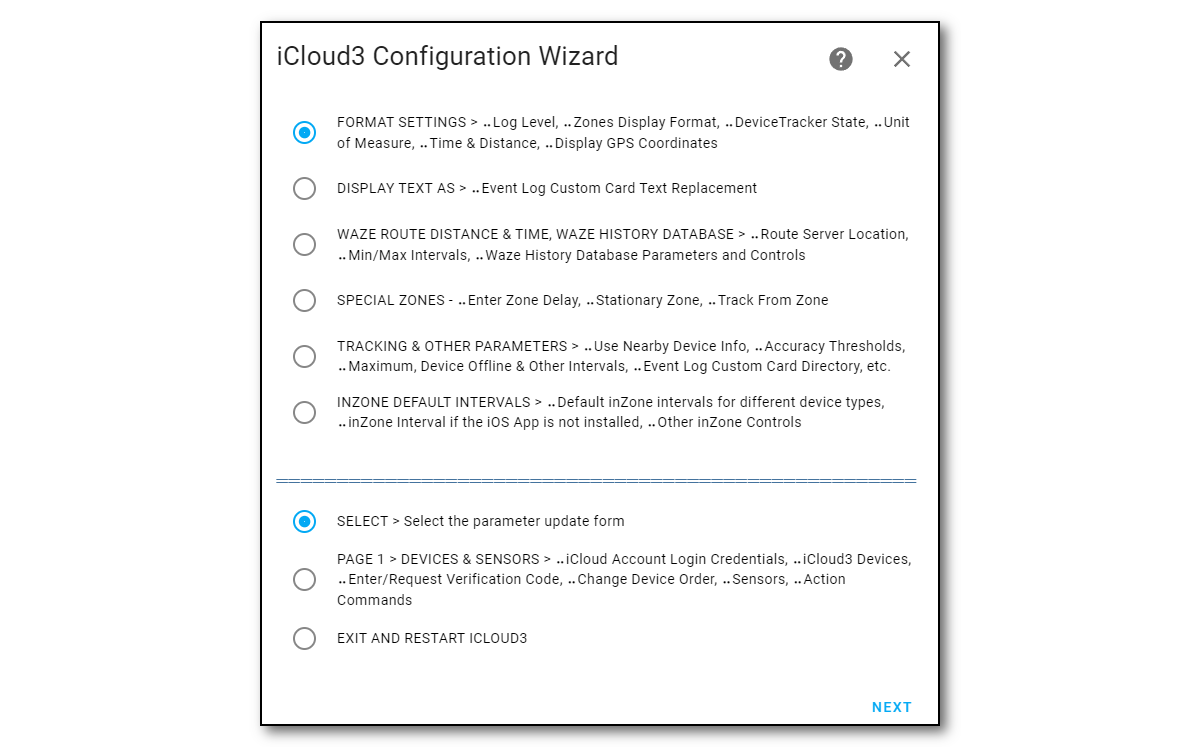 iCloud3 Configuration Wizard
FORMAT SETTINGS > ‥Log Level, ‥Zones Display Format, ‥DeviceTracker State, ‥Unit
of Measure, ‥Time & Distance, ‥Display GPS Coordinates
DISPLAY TEXT AS > ‥Event Log Custom Card Text Replacement
WAZE ROUTE DISTANCE & TIME, WAZE HISTORY DATABASE > ‥Route Server Location,
‥Min/Max Intervals, ‥Waze History Database Parameters and Controls
SPECIAL ZONES - ‥Enter Zone Delay, ‥Stationary Zone, ‥Track From Zone
TRACKING & OTHER PARAMETERS > ‥Use Nearby Device Info, ‥Accuracy Thresholds,
‥Maximum, Device Offline & Other Intervals, ‥Event Log Custom Card Directory, etc.
INZONE DEFAULT INTERVALS > ‥Default inZone intervals for different device types,
‥inZone Interval if the iOS App is not installed, ‥Other inZone Controls
SELECT > Select the parameter update form
PAGE 1 > DEVICES & SENSORS > ‥iCloud Account Login Credentials, ‥iCloud3 Devices,
‥Enter/Request Verification Code, ‥Change Device Order, ‥Sensors, ‥Action
Commands
EXIT AND RESTART ICLOUD3
NEXT